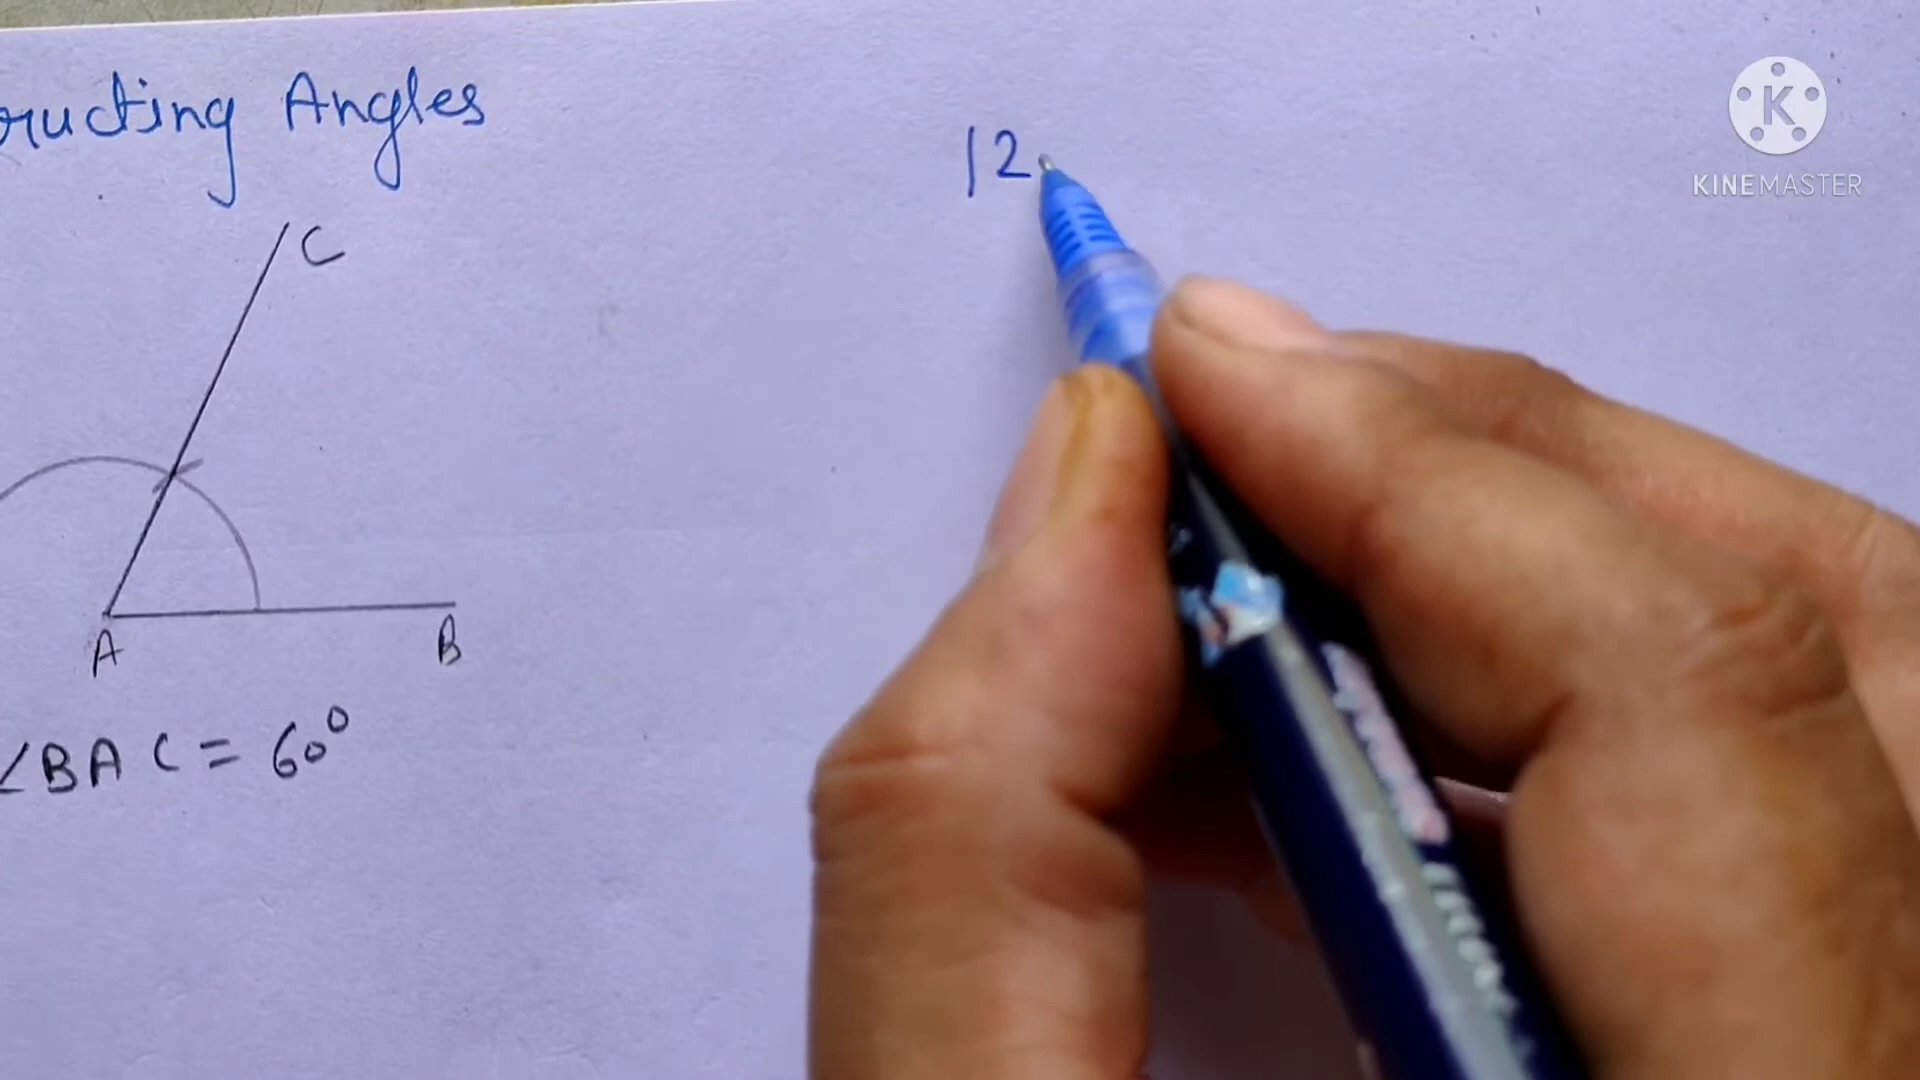 ructing Angles
12
K
KINEMASTER
C
A B
∠BAC = 60°